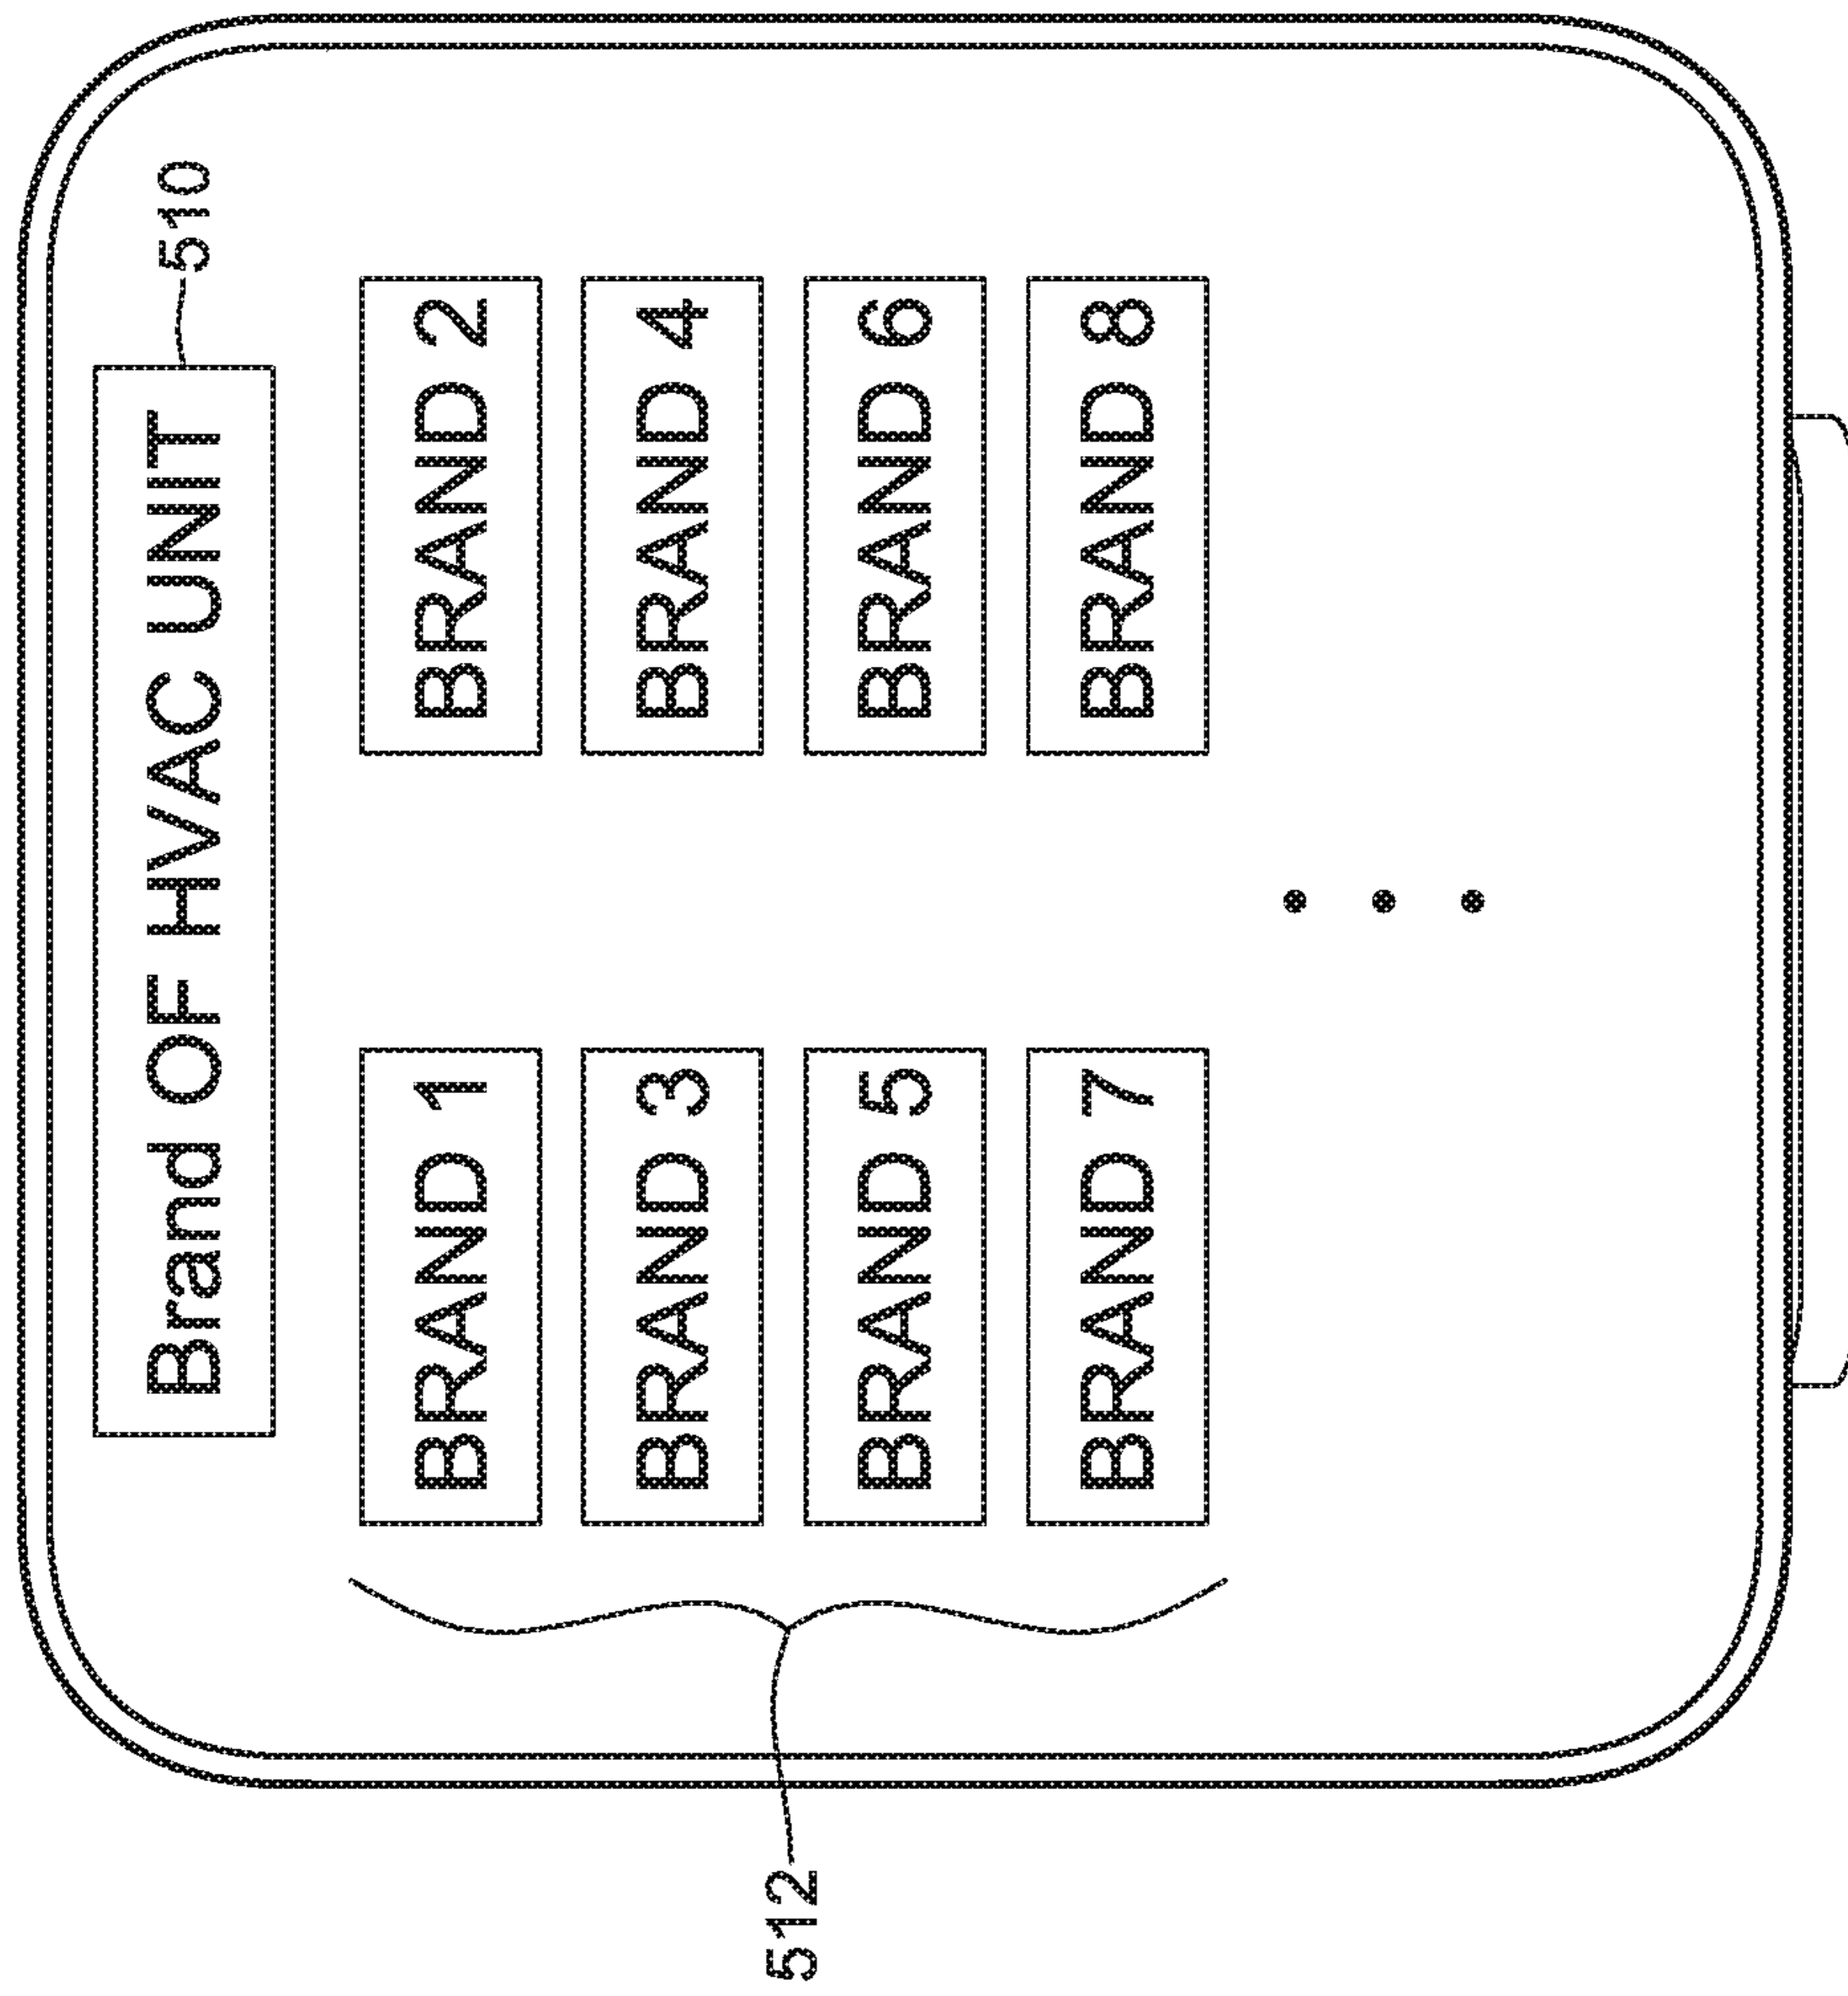 Brand OF HVAC UNIT
510
BRAND 1
BRAND 2
BRAND 3
BRAND 4
BRAND 5
BRAND 6
BRAND 7
BRAND 8
512